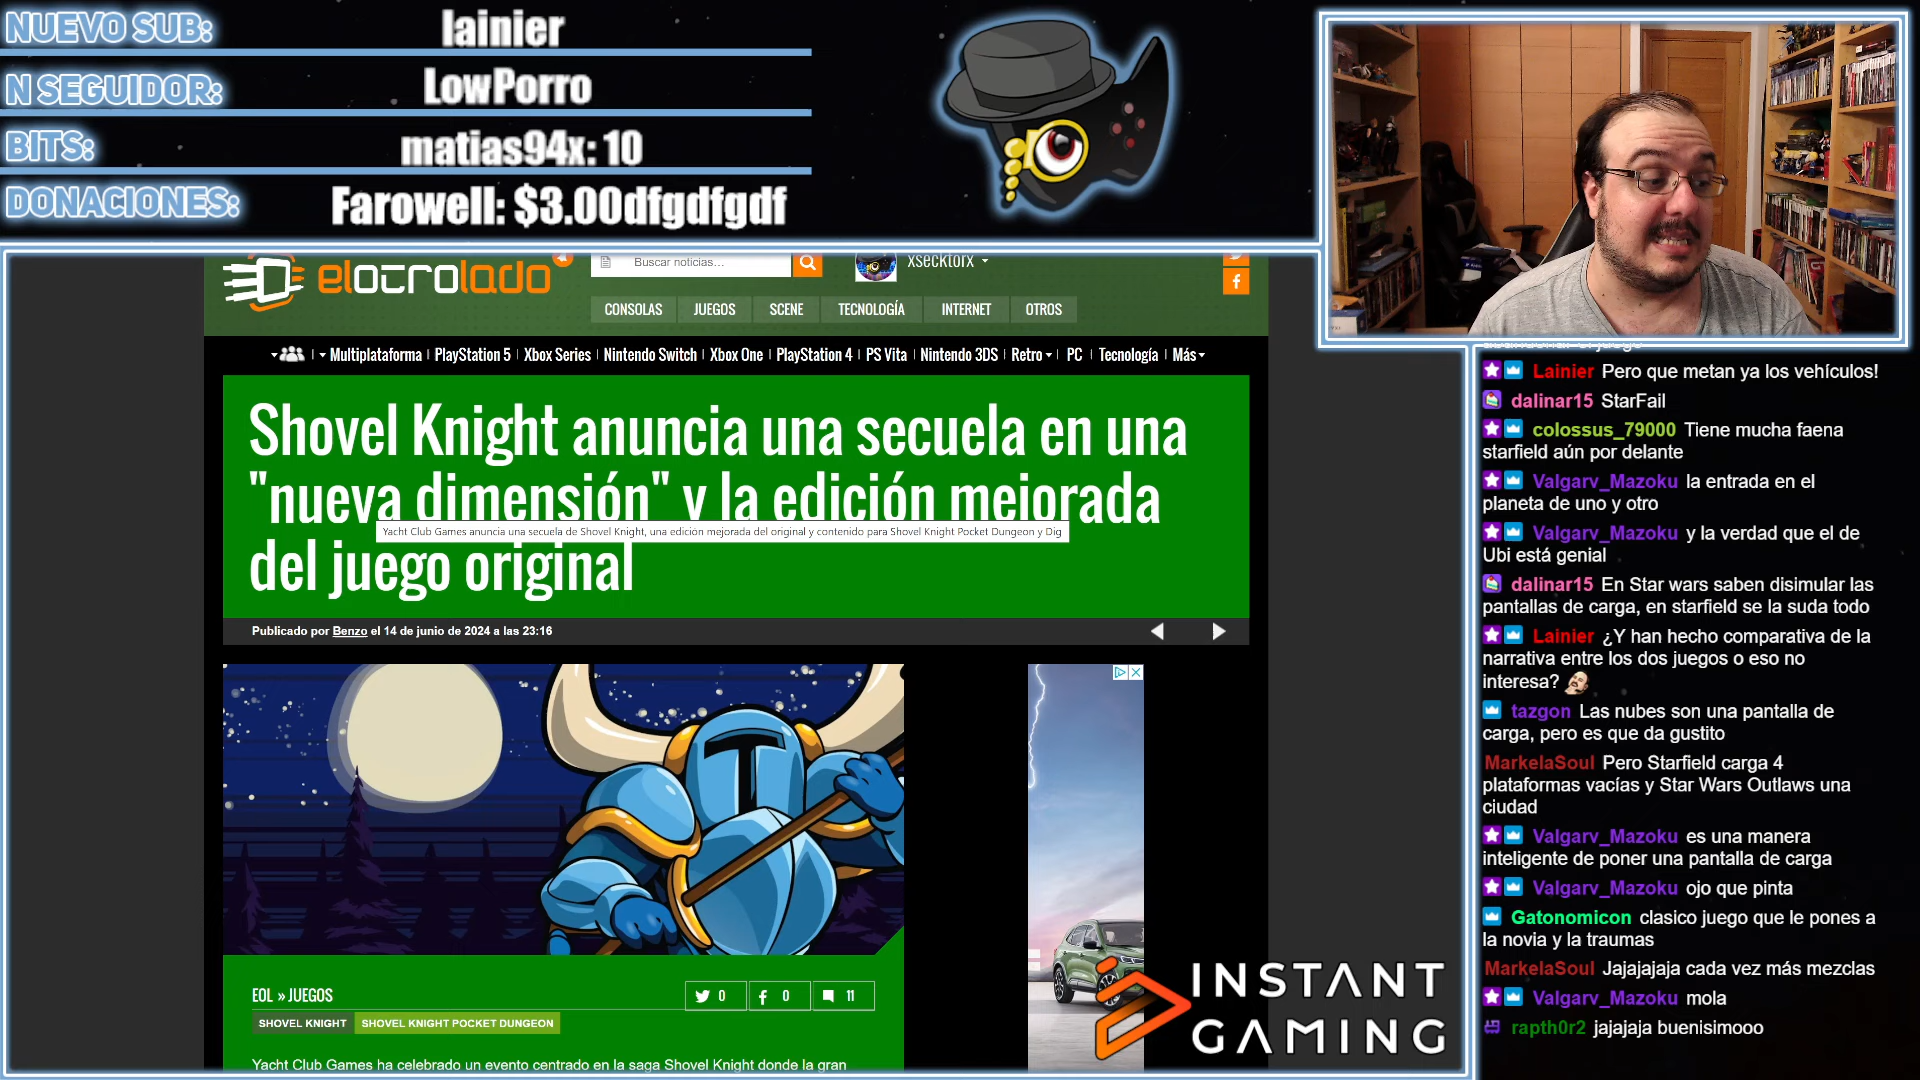 NUEVO SUB:
lainier
N SEGUIDOR:
LowPorro
BITS:
matias94x: 10
DONACIONES:
Farowell: $3.00dfgdfgdf
elotrolado
Buscar noticias...
xsecktorx
CONSOLAS
JUEGOS
SCENE
TECNOLOGÍA
INTERNET
OTROS
Multiplataforma
PlayStation 5
Xbox Series
Nintendo Switch
Xbox One
PlayStation 4
PS Vita
Nintendo 3DS
Retro
PC
Tecnología
Más
Shovel Knight anuncia una secuela en una
"nueva dimensión" y la edición mejorada
Yacht Club Games anuncia una secuela de Shovel Knight, una edición mejorada del original y contenido para Shovel Knight Pocket Dungeon y Dig
del juego original
Publicado por Benzo el 14 de junio de 2024 a las 23:16
EOL » JUEGOS
0
0
11
SHOVEL KNIGHT
SHOVEL KNIGHT POCKET DUNGEON
Yacht Club Games ha celebrado un evento centrado en la saga Shovel Knight donde la gran
INSTANT
GAMING
Lainier Pero que metan ya los vehículos!
dalinar15 StarFail
colossus_79000 Tiene mucha faena
starfield aún por delante
Valgarv_Mazoku la entrada en el
planeta de uno y otro
Valgarv_Mazoku y la verdad que el de
Ubi está genial
dalinar15 En Star wars saben disimular las
pantallas de carga, en starfield se la suda todo
Lainier ¿Y han hecho comparativa de la
narrativa entre los dos juegos o eso no
interesa?
tazgon Las nubes son una pantalla de
carga, pero es que da gustito
MarkelaSoul Pero Starfield carga 4
plataformas vacías y Star Wars Outlaws una
ciudad
Valgarv_Mazoku es una manera
inteligente de poner una pantalla de carga
Valgarv_Mazoku ojo que pinta
Gatonomicon clasico juego que le pones a
la novia y la traumas
MarkelaSoul Jajajajaja cada vez más mezclas
Valgarv_Mazoku mola
rapth0r2 jajajaja buenisimooo